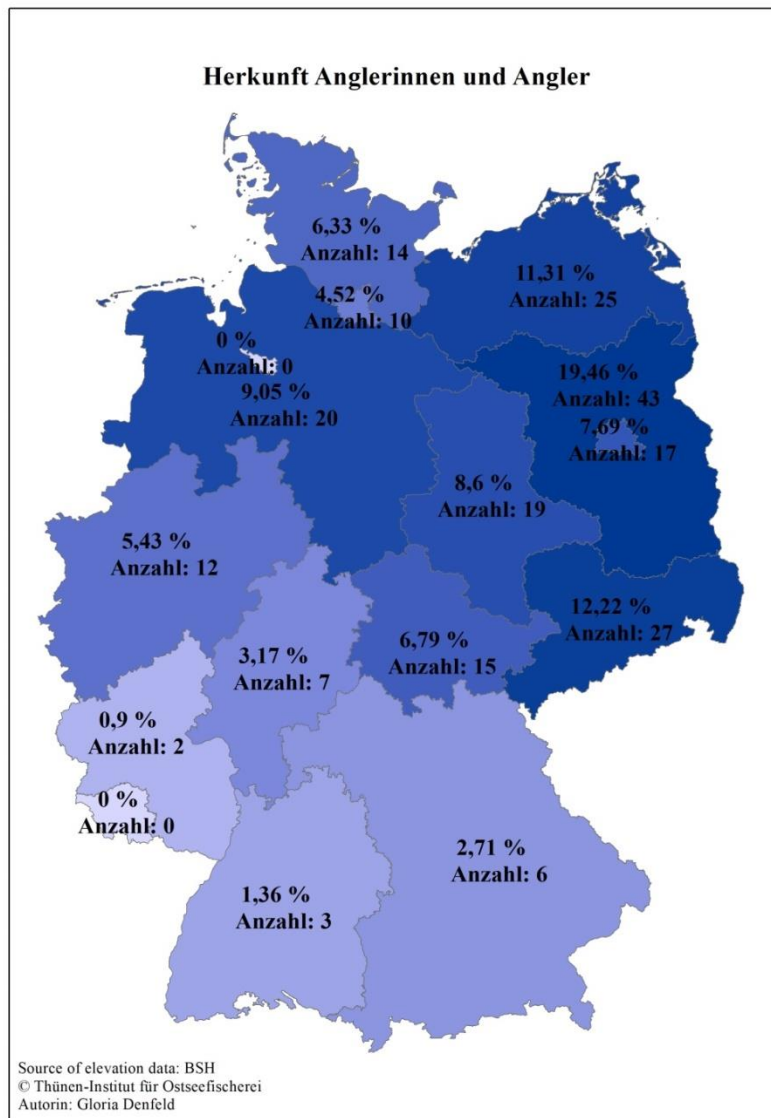 Herkunft Anglerinnen und Angler
6,33 %
Anzahl: 14
11,31 %
Anzahl: 25
4,52 %
Anzahl: 10
0 %
Anzahl: 0
9,05 %
Anzahl: 20
19,46 %
Anzahl: 43
7,69 %
Anzahl: 17
8,6 %
Anzahl: 19
5,43 %
Anzahl: 12
12,22 %
Anzahl: 27
3,17 %
Anzahl: 7
6,79 %
Anzahl: 15
0,9 %
Anzahl: 2
0 %
Anzahl: 0
2,71 %
Anzahl: 6
1,36 %
Anzahl: 3
Source of elevation data: BSH
© Thünen-Institut für Ostseefischerei
Autorin: Gloria Denfeld